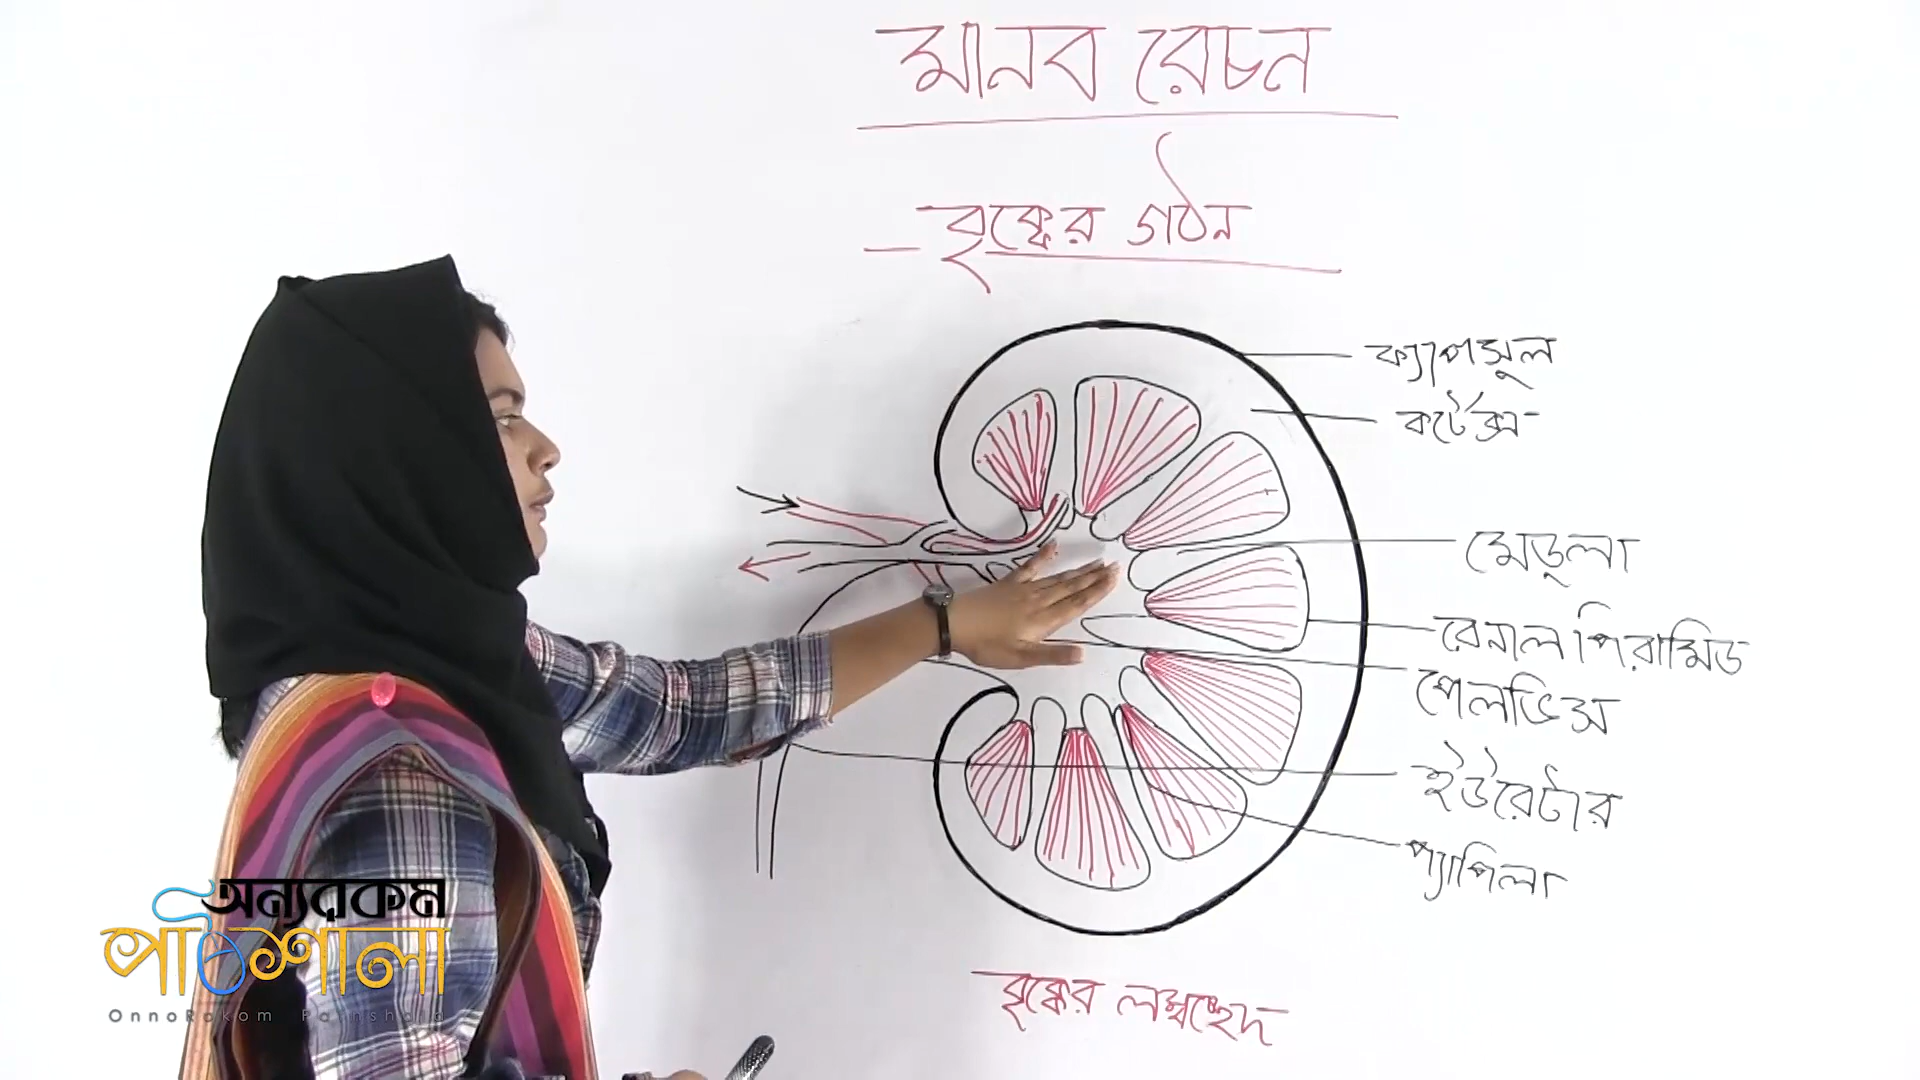 মানব রেচন
বৃক্কের গঠন
ক্যাপসুল
কর্টেক্স
মেডুলা
রেনাল পিরামিড
পেলভিস
ইউরেটার
প্যাপিলা
বৃক্কের লম্বচ্ছেদ
অন্যরকম
পাঠশালা
OnnoRokom Pathshala